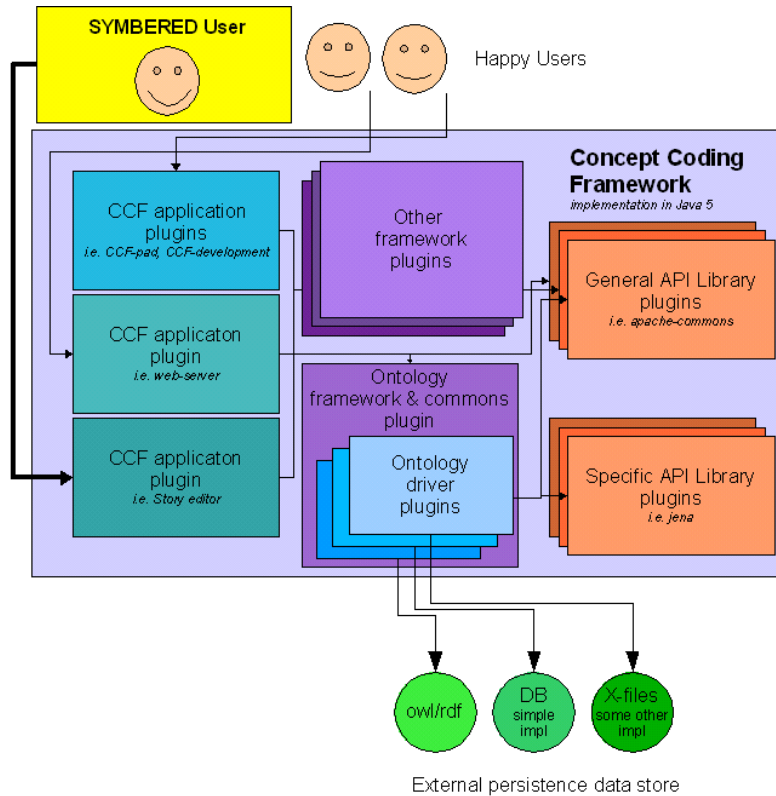 SYMBERED User
Happy Users
Concept Coding
Framework
implementation in Java 5
CCF application
plugins
i.e. CCF-pad, CCF-development
Other
framework
plugins
General API Library
plugins
i.e. apache-commons
CCF applicaton
plugin
i.e. web-server
Ontology
framework & commons
plugin
CCF applicaton
plugin
i.e. Story editor
Ontology
driver
plugins
Specific API Library
plugins
i.e. jena
owl/rdf
DB
simple
impl
X-files
some other
impl
External persistence data store